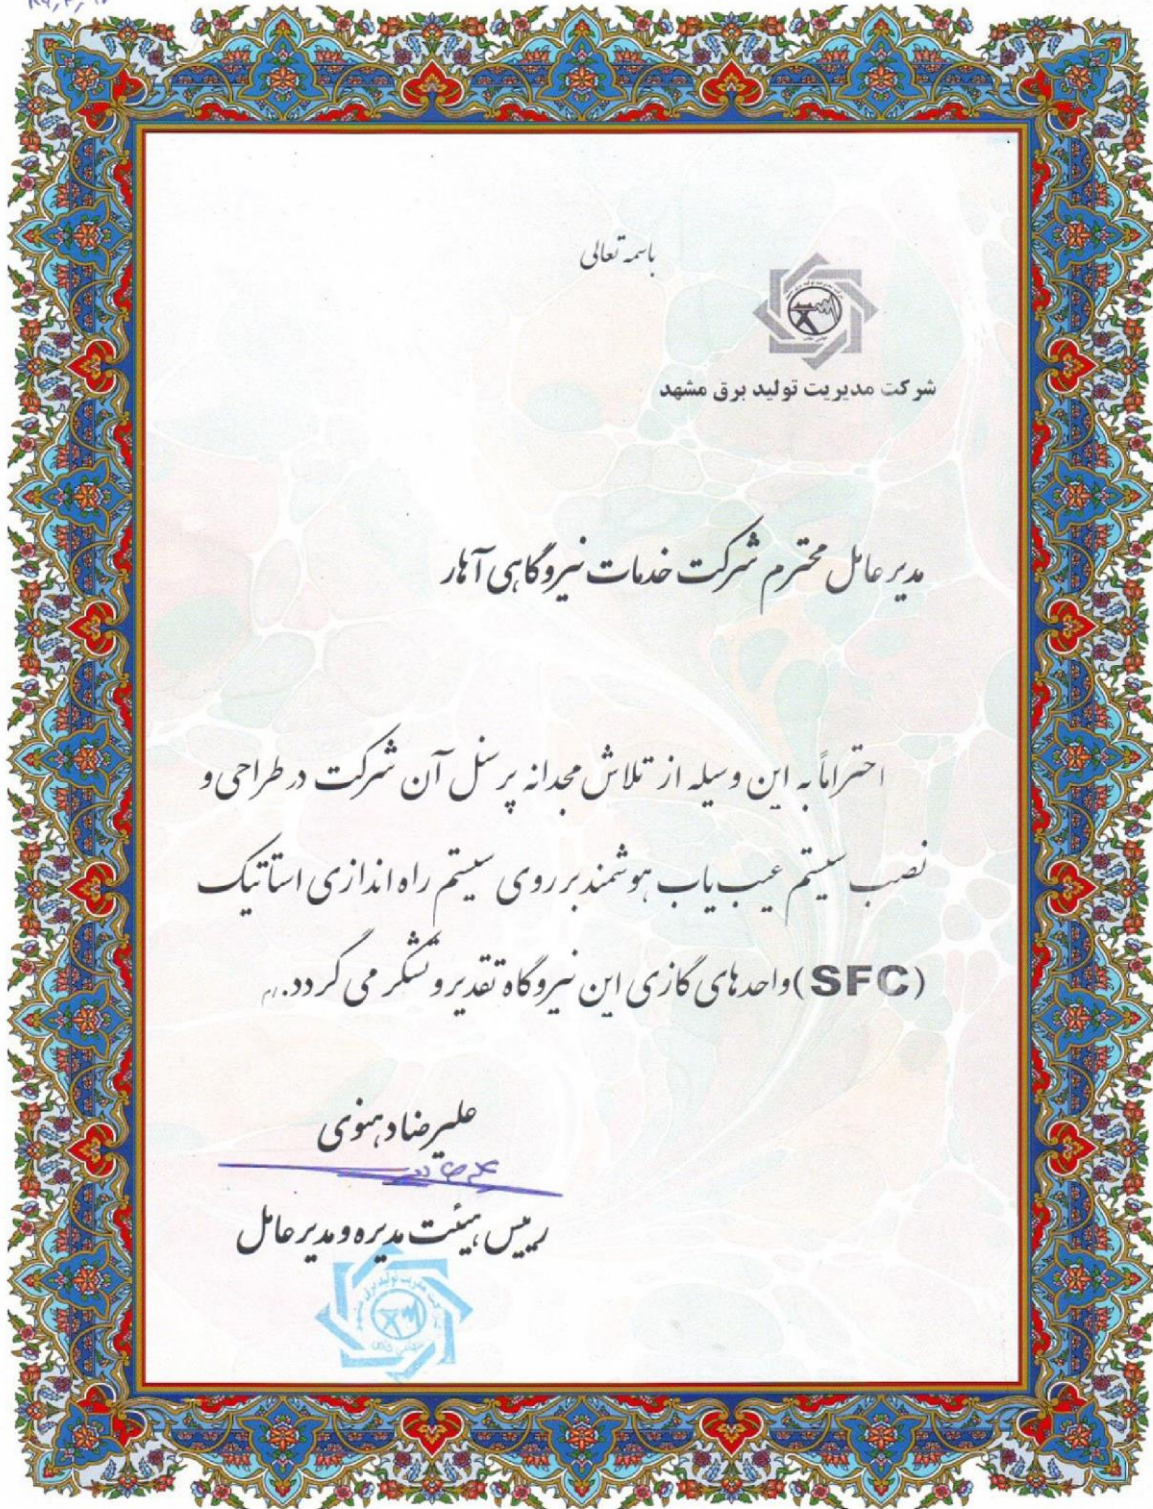 باسمه تعالی
شرکت مدیریت تولید برق مشهد
مدیر عامل محترم شرکت خدمات نیروگاهی آهار
احتراماً به این وسیله از تلاش مجدانه پرسنل آن شرکت در طراحی و
نصب سیستم عیب یاب هوشمند بر روی سیستم راه اندازی استاتیک
(SFC) واحدهای گازی این نیروگاه تقدیر و تشکر می گردد.
علیرضا دهنوی
رییس هیئت مدیره و مدیر عامل